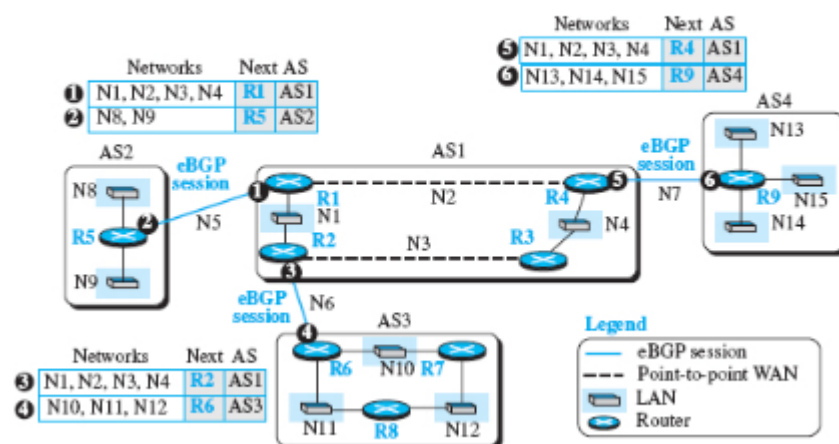 Networks Next AS
5 N1, N2, N3, N4 R4 AS1
6 N13, N14, N15 R9 AS4
Networks Next AS
1 N1, N2, N3, N4 R1 AS1
2 N8, N9 R5 AS2
AS2
eBGP session
AS1
eBGP session
AS4
N13
N8
1
R1
N2
R4
5
6
R9
N15
N7
R5
2
N5
N1
R2
N4
R3
N14
N3
N9
3
eBGP session
N6
AS3
4
R6
N10
R7
N11
R8
N12
Networks Next AS
3 N1, N2, N3, N4 R2 AS1
4 N10, N11, N12 R6 AS3
Legend
eBGP session
Point-to-point WAN
LAN
Router